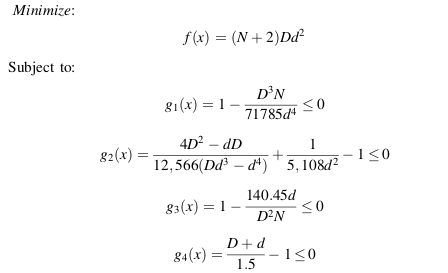 Minimize:
f(x) = (N + 2)Dd²
Subject to:
g₁(x) = 1 − D³N / 71785d⁴ ≤ 0
g₂(x) = 4D² − dD / 12,566(Dd³ − d⁴) + 1 / 5,108d² − 1 ≤ 0
g₃(x) = 1 − 140.45d / D²N ≤ 0
g₄(x) = D + d / 1.5 − 1 ≤ 0